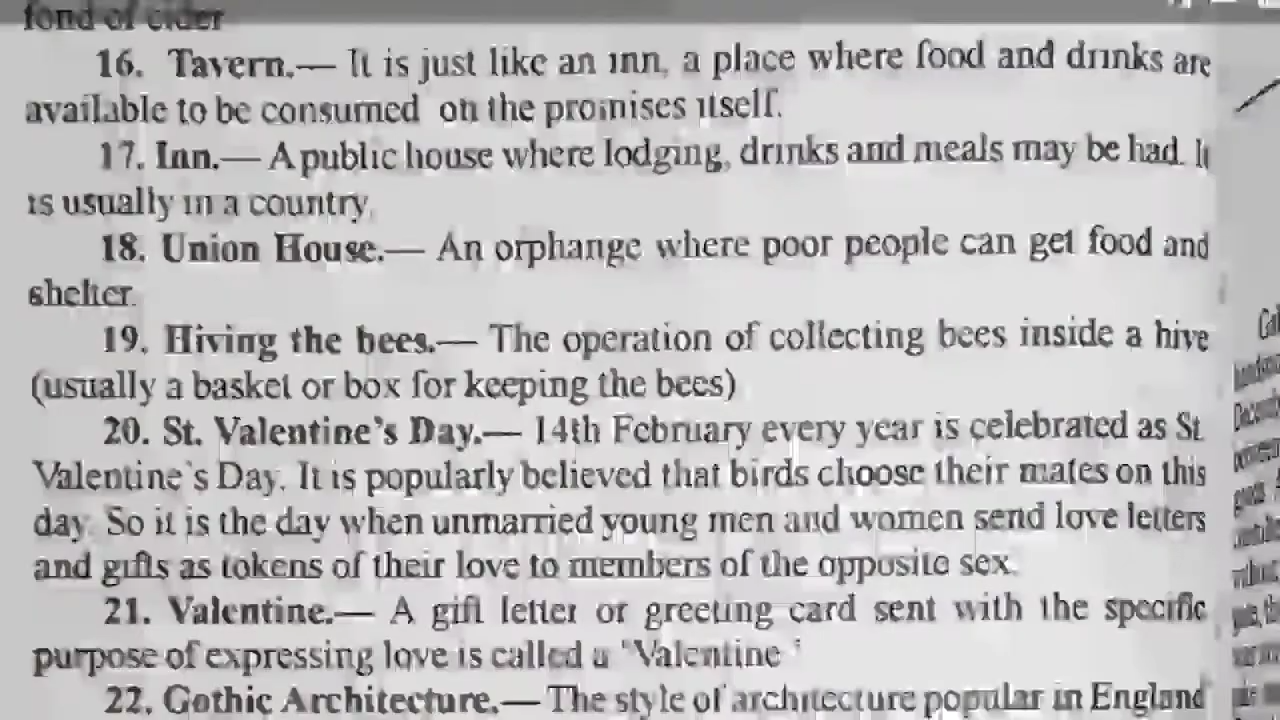 fond of cider
16. Tavern.— It is just like an inn, a place where food and drinks are
available to be consumed on the promises itself.
17. Inn.— A public house where lodging, drinks and meals may be had. It
is usually in a country.
18. Union House.— An orphange where poor people can get food and
shelter.
19. Hiving the bees.— The operation of collecting bees inside a hive
(usually a basket or box for keeping the bees)
20. St. Valentine's Day.— 14th February every year is celebrated as St.
Valentine's Day. It is popularly believed that birds choose their mates on this
day. So it is the day when unmarried young men and women send love letters
and gifts as tokens of their love to members of the opposite sex.
21. Valentine.— A gift letter or greeting card sent with the specific
purpose of expressing love is called a 'Valentine'
22. Gothic Architecture.— The style of architecture popular in England